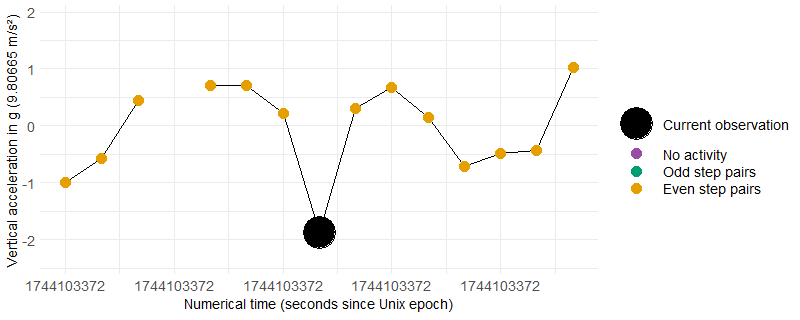 Vertical acceleration in g (9.80665 m/s²)
2
1
0
-1
-2
1744103372 1744103372 1744103372 1744103372 1744103372
Numerical time (seconds since Unix epoch)
Current observation
No activity
Odd step pairs
Even step pairs